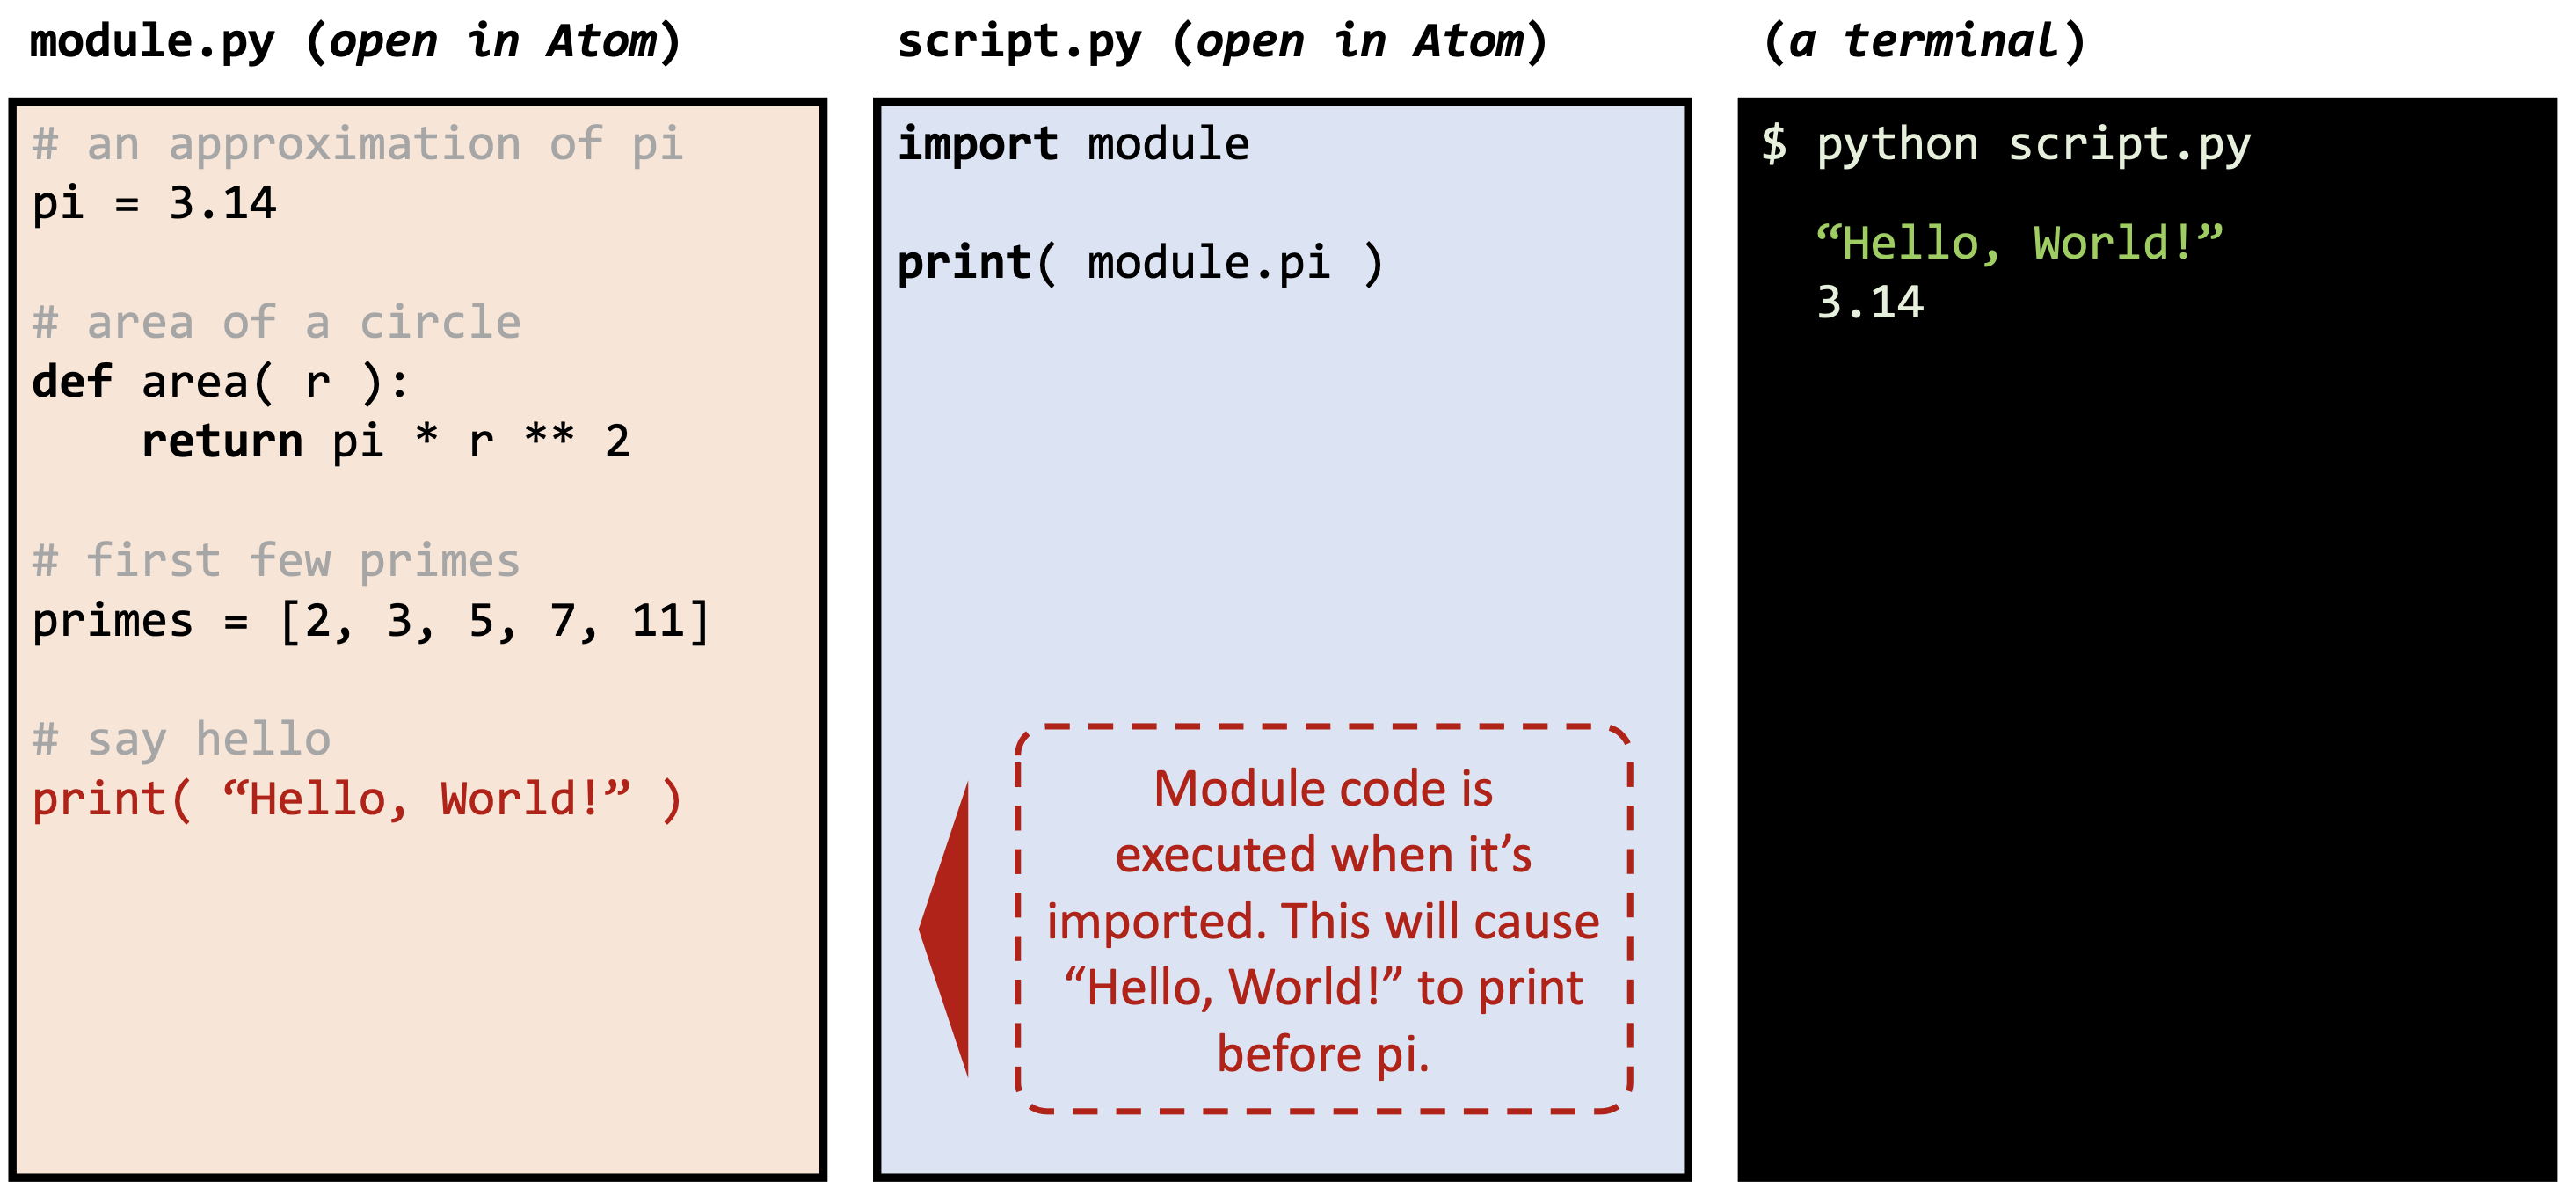 module.py (open in Atom)
# an approximation of pi
pi = 3.14
# area of a circle
def area( r ):
    return pi * r ** 2
# first few primes
primes = [2, 3, 5, 7, 11]
# say hello
print( “Hello, World!” )
script.py (open in Atom)
import module
print( module.pi )
Module code is
executed when it’s
imported. This will cause
“Hello, World!” to print
before pi.
(a terminal)
$ python script.py
“Hello, World!”
3.14